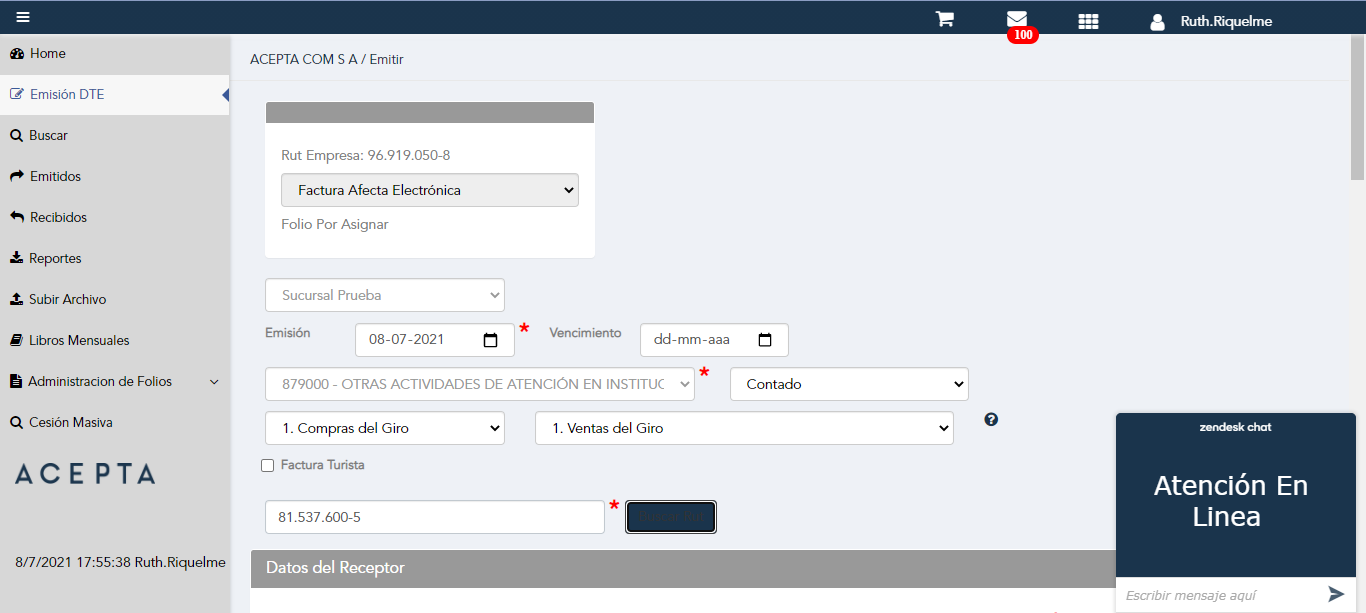 Ruth.Riquelme
100
Home
Emisión DTE
Buscar
Emitidos
Recibidos
Reportes
Subir Archivo
Libros Mensuales
Administracion de Folios
Cesión Masiva
ACEPTA
8/7/2021 17:55:38 Ruth.Riquelme
ACEPTA COM S A / Emitir
Rut Empresa: 96.919.050-8
Factura Afecta Electrónica
Folio Por Asignar
Sucursal Prueba
Emisión 08-07-2021 * Vencimiento dd-mm-aaa
879000 - OTRAS ACTIVIDADES DE ATENCIÓN EN INSTITUC * Contado
1. Compras del Giro 1. Ventas del Giro ?
Factura Turista
81.537.600-5 *
Datos del Receptor
zendesk chat
Atención En
Linea
Escribir mensaje aquí